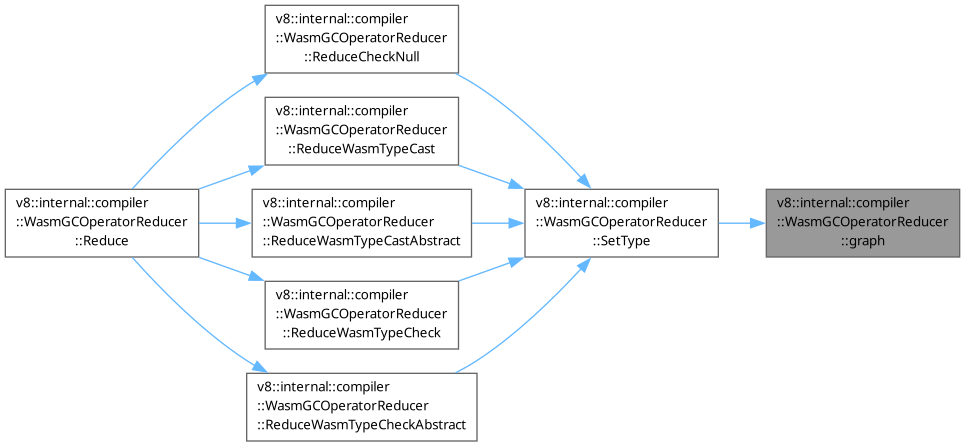 v8::internal::compiler
::WasmGCOperatorReducer
::ReduceCheckNull
v8::internal::compiler
::WasmGCOperatorReducer
::ReduceWasmTypeCast
v8::internal::compiler
::WasmGCOperatorReducer
::Reduce
v8::internal::compiler
::WasmGCOperatorReducer
::ReduceWasmTypeCastAbstract
v8::internal::compiler
::WasmGCOperatorReducer
::SetType
v8::internal::compiler
::WasmGCOperatorReducer
::graph
v8::internal::compiler
::WasmGCOperatorReducer
::ReduceWasmTypeCheck
v8::internal::compiler
::WasmGCOperatorReducer
::ReduceWasmTypeCheckAbstract